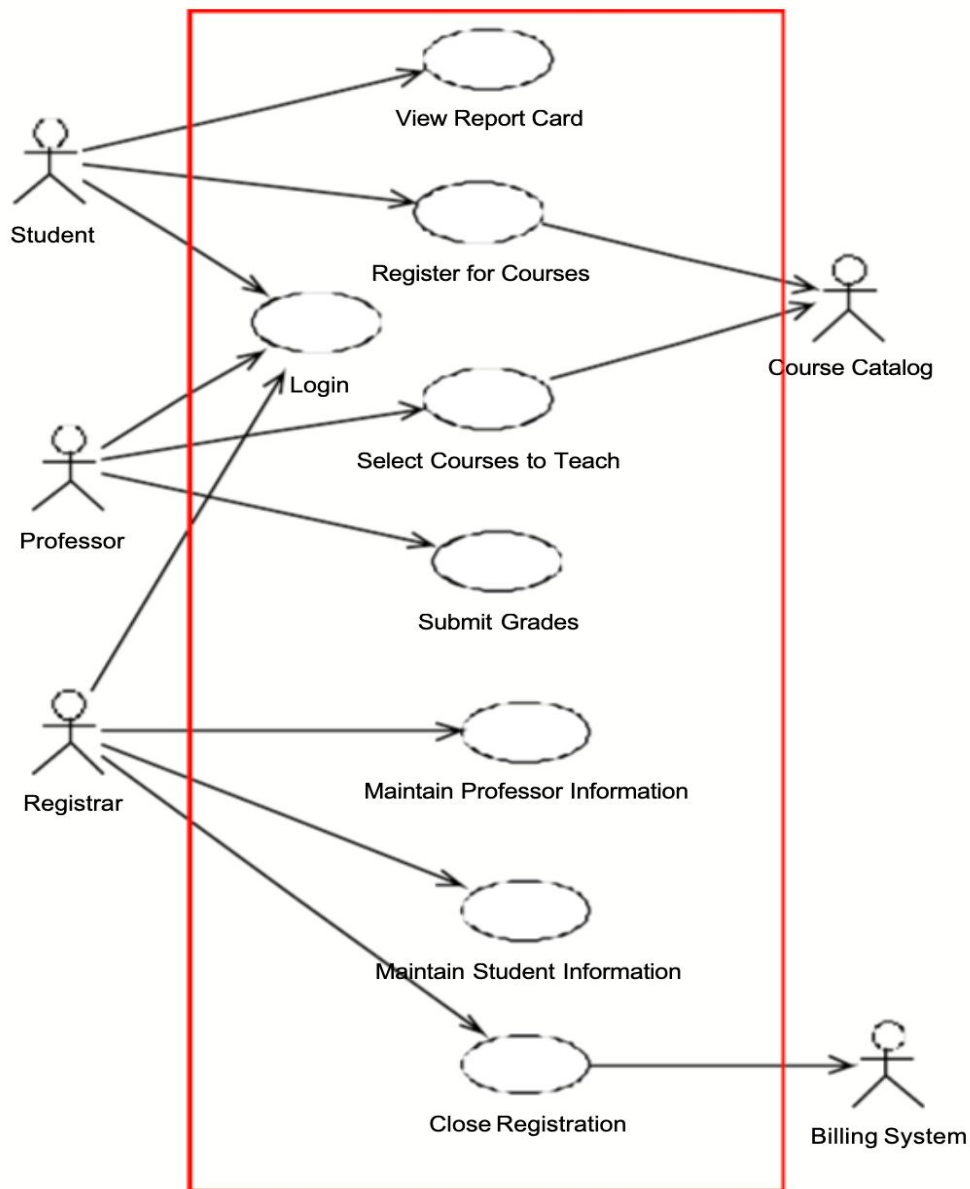 View Report Card
Student
Register for Courses
Course Catalog
Login
Select Courses to Teach
Professor
Submit Grades
Maintain Professor Information
Registrar
Maintain Student Information
Close Registration
Billing System